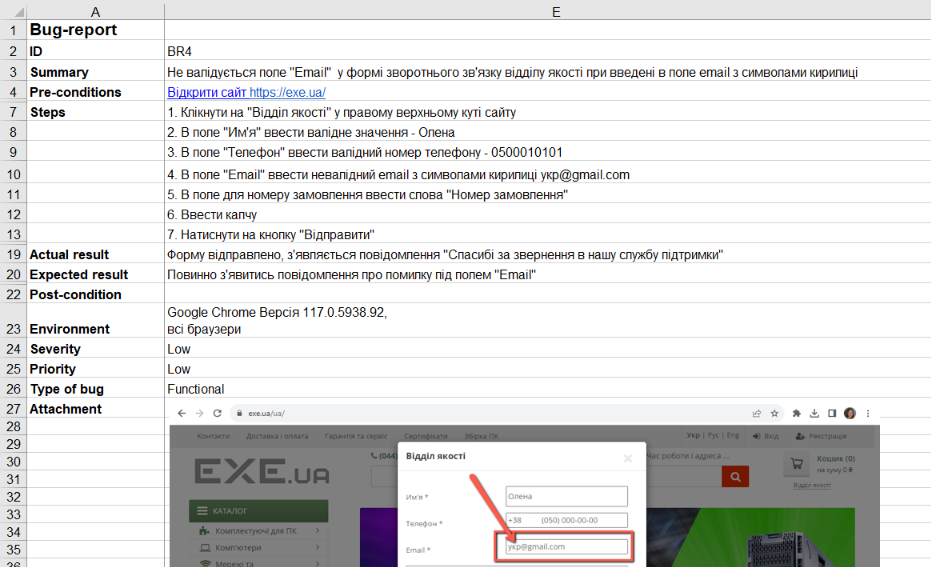 A E
1 Bug-report
2 ID BR4
3 Summary Не валідується поле "Email" у формі зворотнього зв'язку відділу якості при введені в поле email з символами кирилиці
4 Pre-conditions Відкрити сайт https://exe.ua/
7 Steps 1. Клікнути на "Відділ якості" у правому верхньому куті сайту
8 2. В поле "Им'я" ввести валідне значення - Олена
9 3. В поле "Телефон" ввести валідний номер телефону - 0500010101
10 4. В поле "Email" ввести невалідний email з символами кирилиці укр@gmail.com
11 5. В поле для номеру замовлення ввести слова "Номер замовлення"
12 6. Ввести капчу
13 7. Натиснути на кнопку "Відправити"
19 Actual result Форму відправлено, з'являється повідомлення "Спасибі за звернення в нашу службу підтримки"
20 Expected result Повинно з'явитись повідомлення про помилку під полем "Email"
22 Post-condition
Google Chrome Версія 117.0.5938.92,
23 Environment всі браузери
24 Severity Low
25 Priority Low
26 Type of bug Functional
27 Attachment
exe.ua/ua/
28
29 Контакти Доставка і оплата Гарантія та сервіс Сертифікати Збірка ПК Укр | Рус | Eng Вхід Реєстрація
30 (044) Відділ якості × Час роботи і адреса ... Кошик (0)
31 EXE.UA на суму 0 ₴
Відділ якості
32 Им'я * Олена
33 КАТАЛОГ
34 Комплектуючі для ПК Телефон * +38 (050) 000-00-00
35 Комп'ютери Email * укр@gmail.com
36 Мережі та